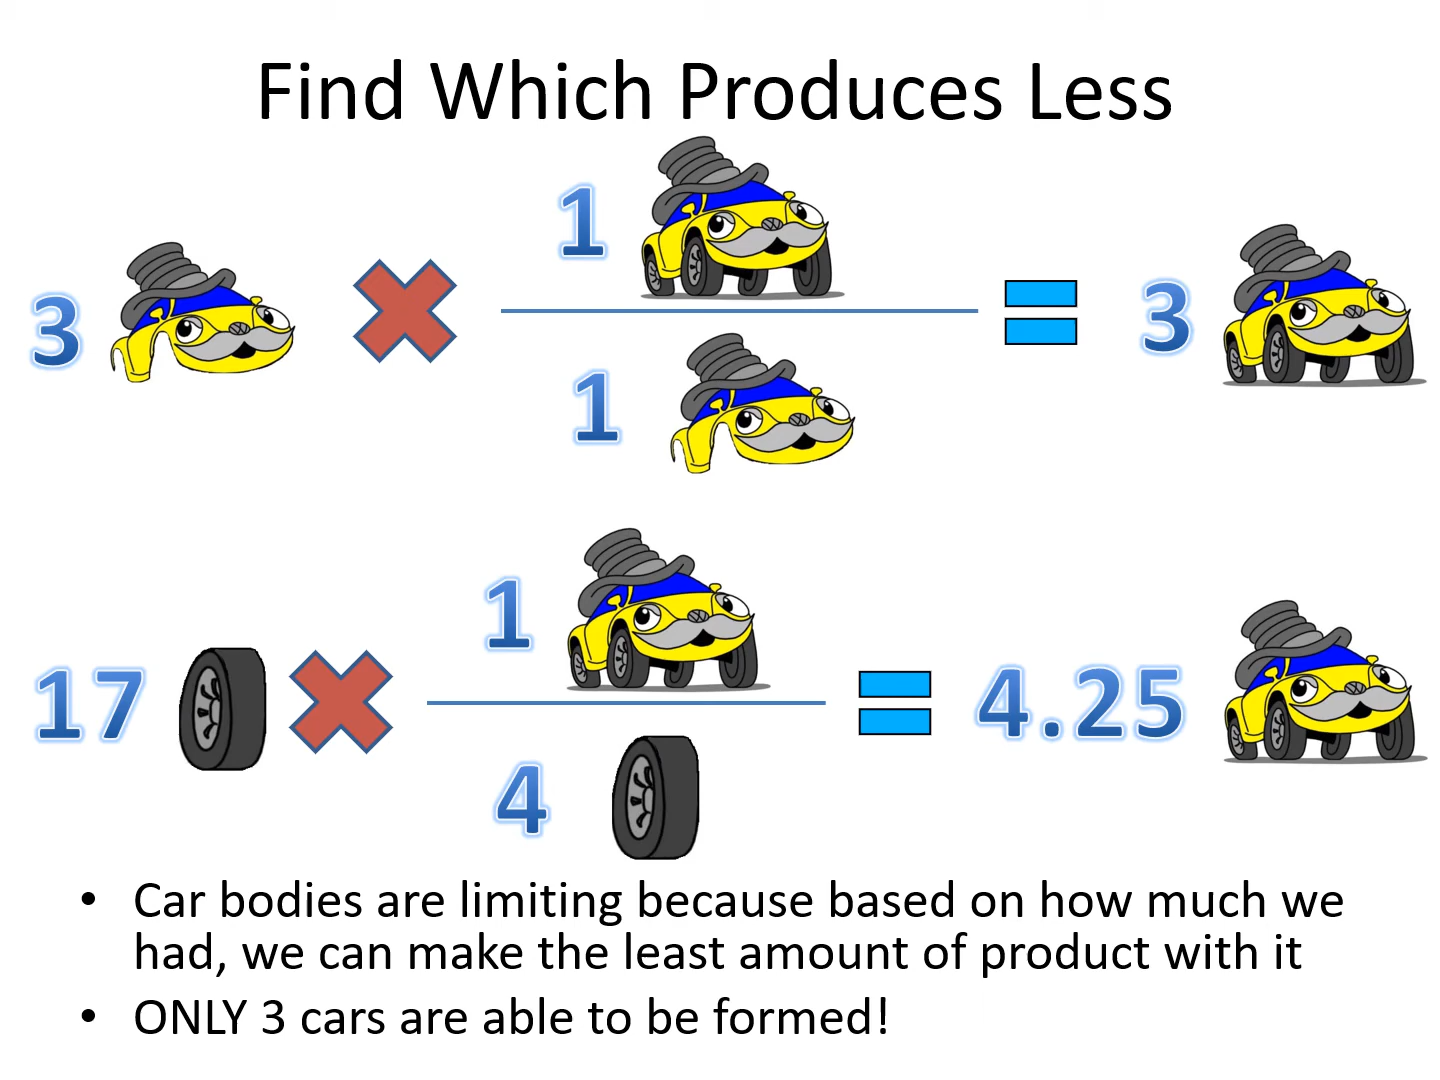 Find Which Produces Less
1
3 3
1
1
17 4.25
4
• Car bodies are limiting because based on how much we
had, we can make the least amount of product with it
• ONLY 3 cars are able to be formed!